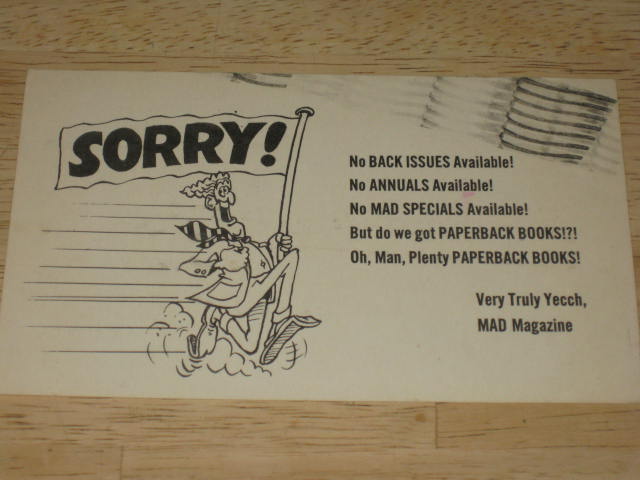 SORRY!
No BACK ISSUES Available!
No ANNUALS Available!
No MAD SPECIALS Available!
But do we got PAPERBACK BOOKS!?!
Oh, Man, Plenty PAPERBACK BOOKS!
Very Truly Yecch,
MAD Magazine